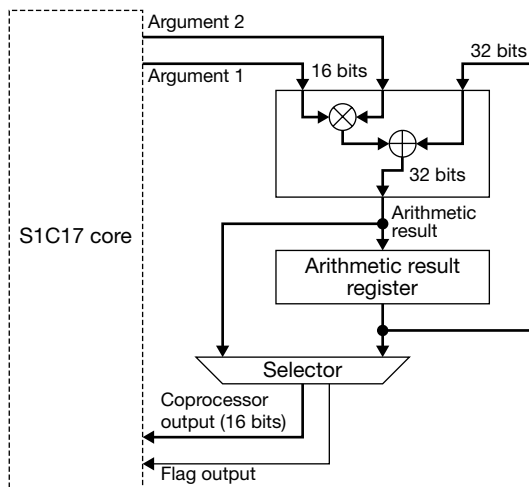 Argument 2
Argument 1
16 bits
32 bits
32 bits
Arithmetic
result
S1C17 core
Arithmetic result
register
Selector
Coprocessor
output (16 bits)
Flag output